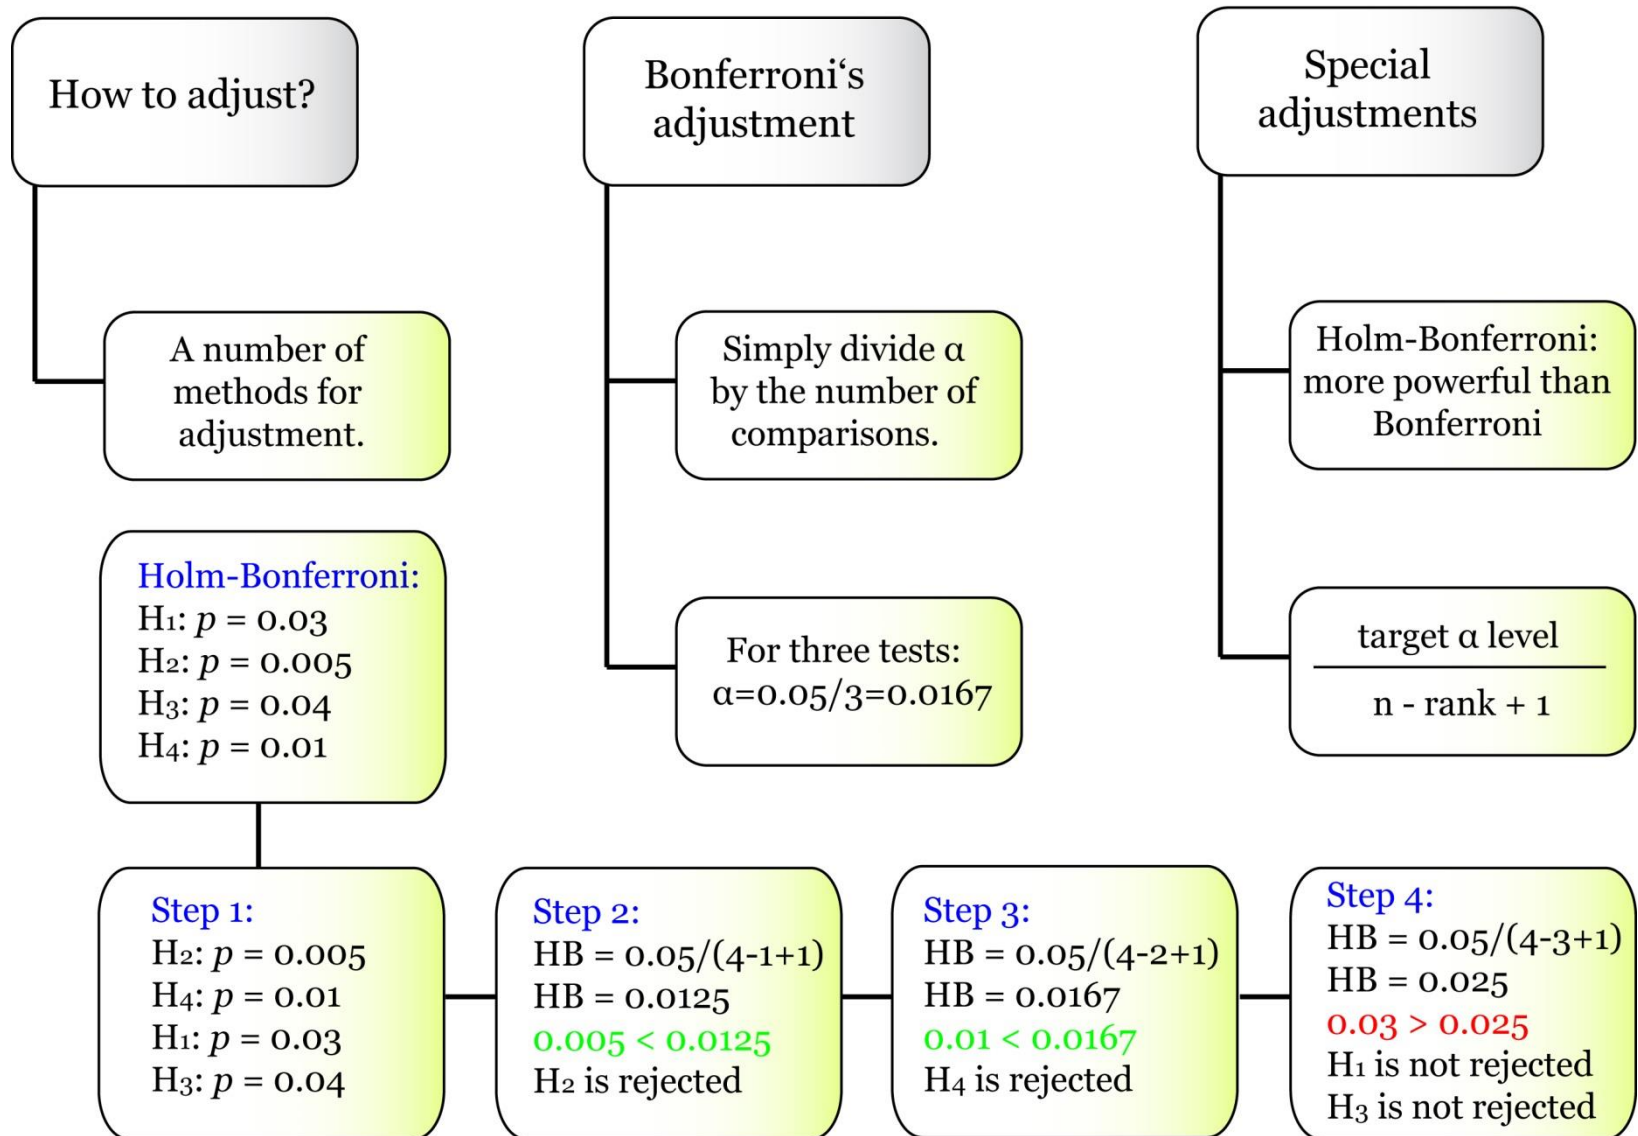 How to adjust?
Bonferroni‘s
adjustment
Special
adjustments
A number of
methods for
adjustment.
Simply divide α
by the number of
comparisons.
Holm-Bonferroni:
more powerful than
Bonferroni
For three tests:
α=0.05/3=0.0167
target α level
n - rank + 1
Holm-Bonferroni:
H1: p = 0.03
H2: p = 0.005
H3: p = 0.04
H4: p = 0.01
Step 1:
H2: p = 0.005
H4: p = 0.01
H1: p = 0.03
H3: p = 0.04
Step 2:
HB = 0.05/(4-1+1)
HB = 0.0125
0.005 < 0.0125
H2 is rejected
Step 3:
HB = 0.05/(4-2+1)
HB = 0.0167
0.01 < 0.0167
H4 is rejected
Step 4:
HB = 0.05/(4-3+1)
HB = 0.025
0.03 > 0.025
H1 is not rejected
H3 is not rejected